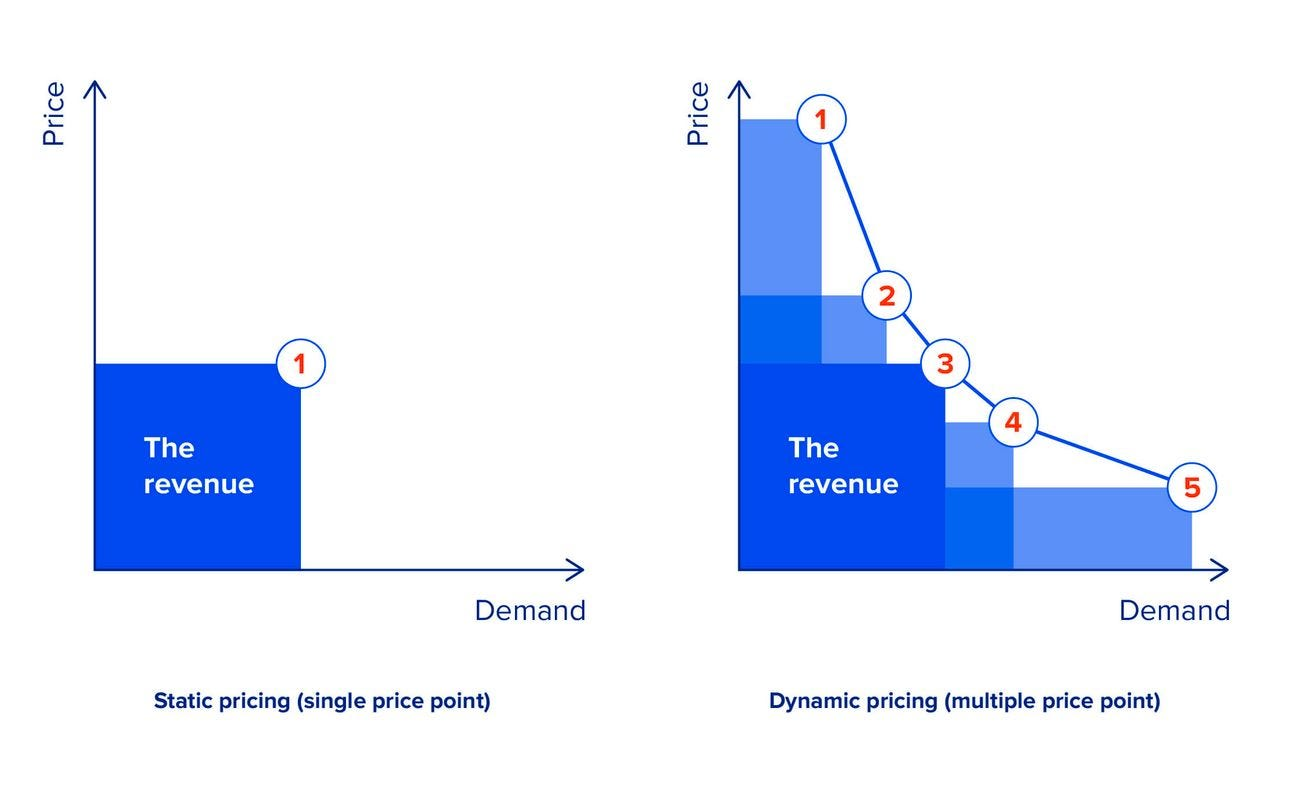 Price
1
The
revenue
Demand
Static pricing (single price point)
Price
1
2
3
4
5
The
revenue
Demand
Dynamic pricing (multiple price point)